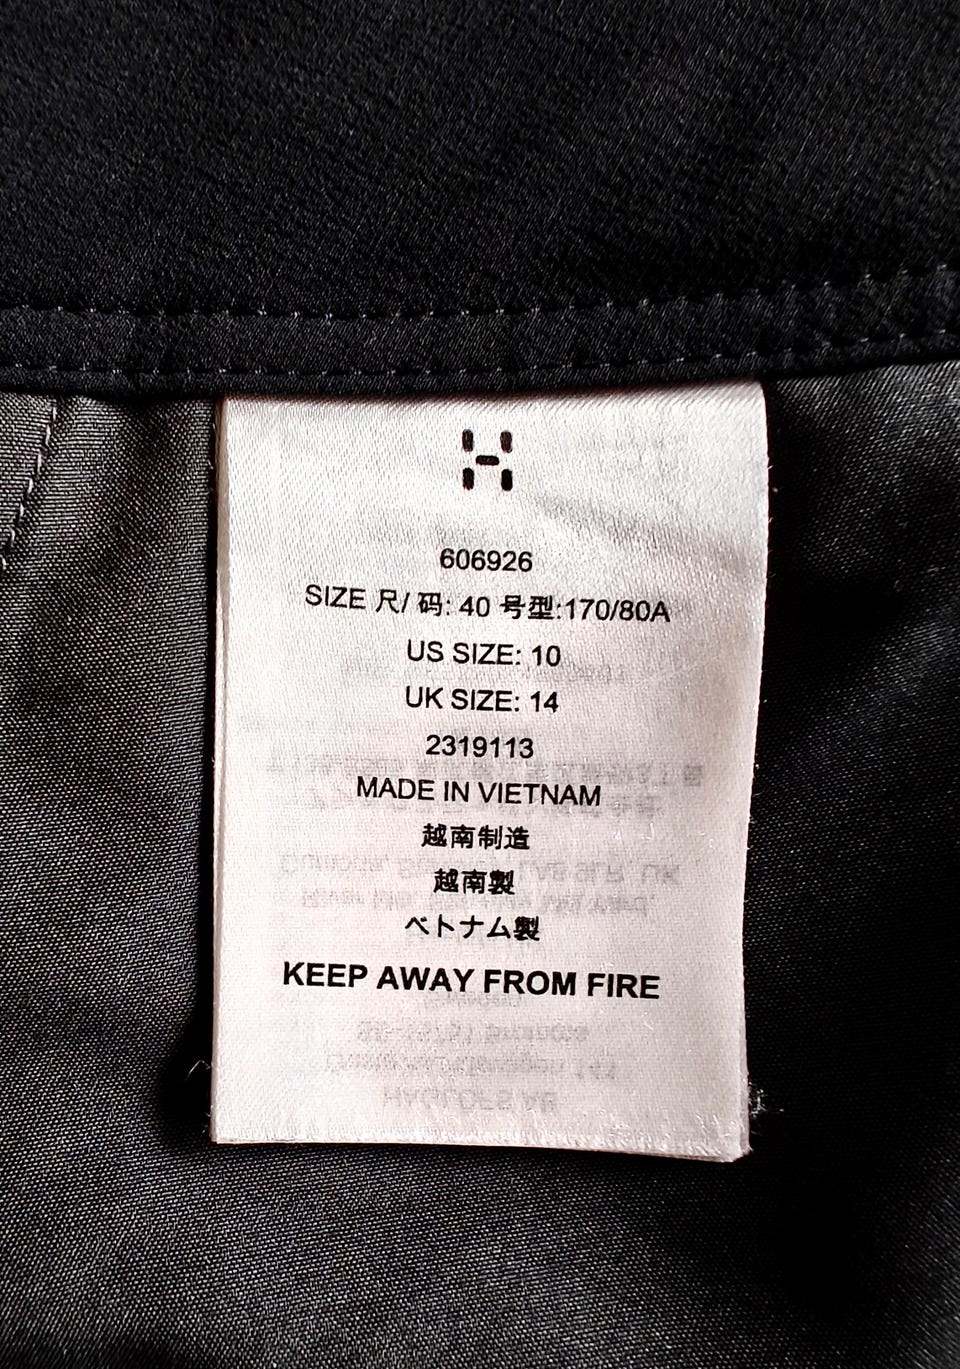 606926
SIZE 尺/ 码: 40 号型:170/80A
US SIZE: 10
UK SIZE: 14
2319113
MADE IN VIETNAM
越南制造
越南製
ベトナム製
KEEP AWAY FROM FIRE